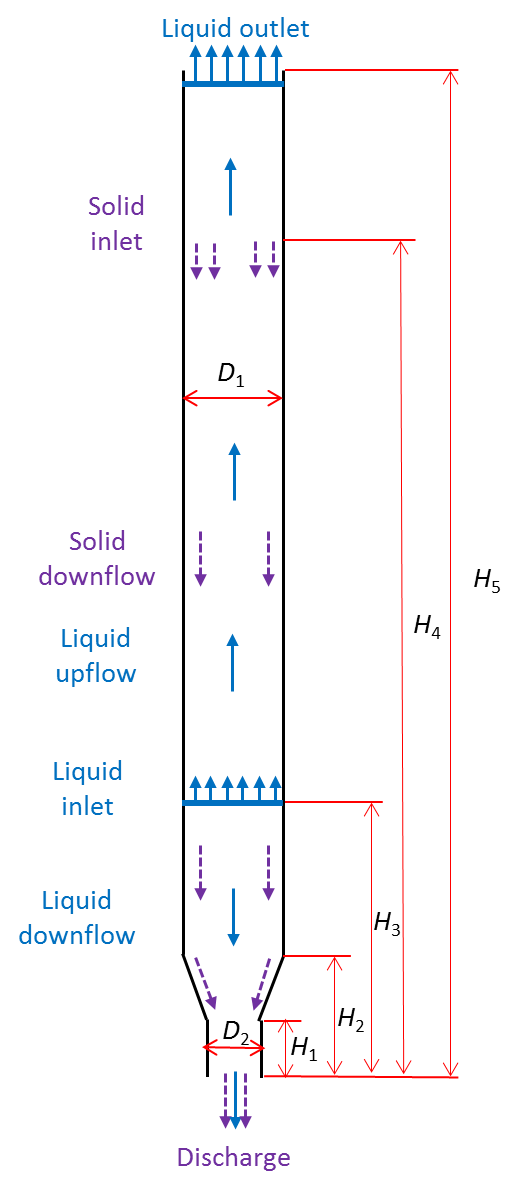 Liquid outlet
Solid
inlet
D1
Solid
downflow
H5
H4
Liquid
upflow
Liquid
inlet
Liquid
downflow
H3
H2
D2
H1
Discharge